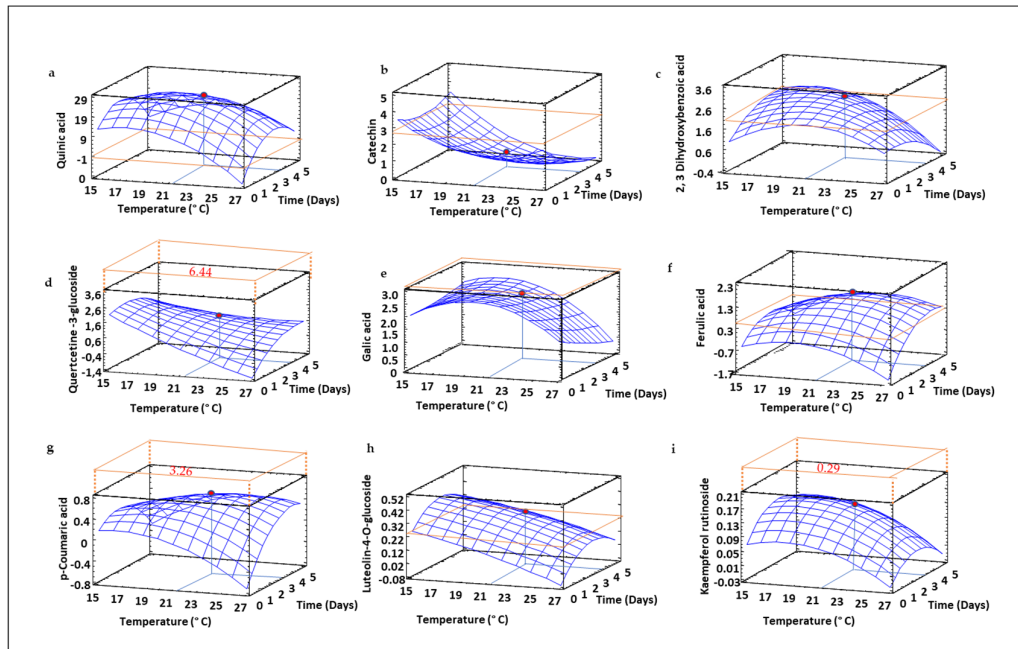 a
Quinic acid
29
19
9
-1
0
15 17 19 21 23 25 27 0 1 2 3 4 5
Temperature (° C)
Time (Days)
b
Catechin
5
4
3
2
1
0
15 17 19 21 23 25 27 0 1 2 3 4 5
Temperature (° C)
Time (Days)
c
2, 3 Dihydroxybenzoic acid
3.6
2.6
1.6
0.6
-0.4
15 17 19 21 23 25 27 0 1 2 3 4 5
Temperature (° C)
Time (Days)
d
Quertcetine -3-glucoside
6.44
3,6
2.6
1.6
0.6
-0.4
-1.4
15 17 19 21 23 25 27 0 1 2 3 4 5
Temperature (° C)
Time (Days)
e
Galic acid
3.0
2.5
2.0
1.5
1.0
0.5
0
15 17 19 21 23 25 27 0 1 2 3 4 5
Temperature (° C)
Time (Days)
f
Ferulic acid
2.3
1.3
0.3
-0.7
-1.7
15 17 19 21 23 25 27 0 1 2 3 4 5
Temperature (° C)
Time (Days)
g
p-Coumaric acid
3.26
0.8
0.4
0
-0.4
-0.8
15 17 19 21 23 25 27 0 1 2 3 4 5
Temperature (° C)
Time (Days)
h
Luteolin-4-O-glucoside
0.52
0.42
0.32
0.22
0.12
0.02
-0.08
15 17 19 21 23 25 27 0 1 2 3 4 5
Temperature (° C)
Time (Days)
i
Kaempferol rutinoside
0.29
0.21
0.17
0.13
0.09
0.05
0.01
-0.03
15 17 19 21 23 25 27 0 1 2 3 4 5
Temperature (° C)
Time (Days)